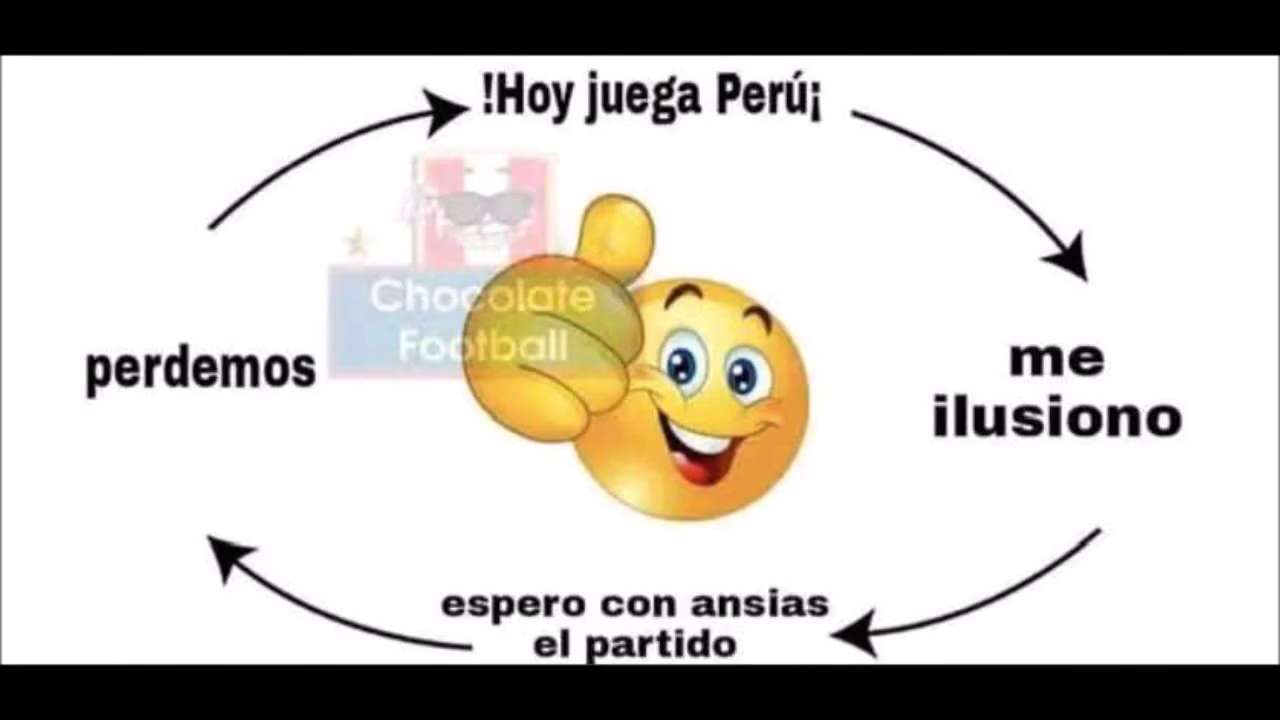 !Hoy juega Perú¡
Chocolate
Football
perdemos
me
ilusiono
espero con ansias
el partido